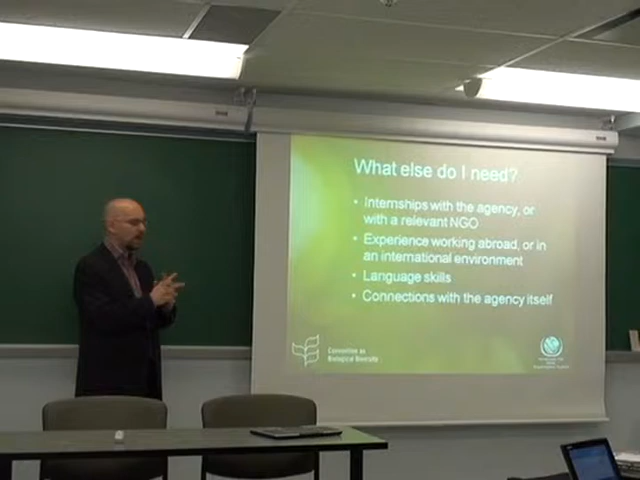 What else do I need?
• Internships with the agency, or
with a relevant NGO
• Experience working abroad, or in
an international environment
• Language skills
• Connections with the agency itself
Convention on
Biological Diversity